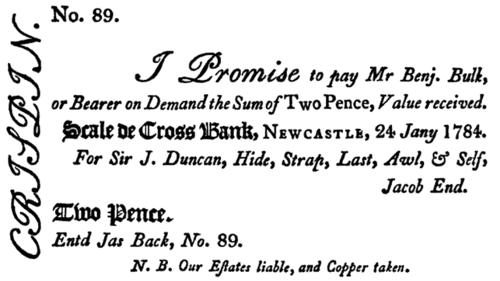 CRISPIN.
No. 89.
I Promise to pay Mr Benj. Bulk,
or Bearer on Demand the Sum of Two Pence, Value received.
Scale de Cross Bank, NEWCASTLE, 24 Jany 1784.
For Sir J. Duncan, Hide, Strap, Last, Awl, & Self,
Jacob End.
Two Pence.
Entd Jas Back, No. 89.
N. B. Our Eſtates liable, and Copper taken.